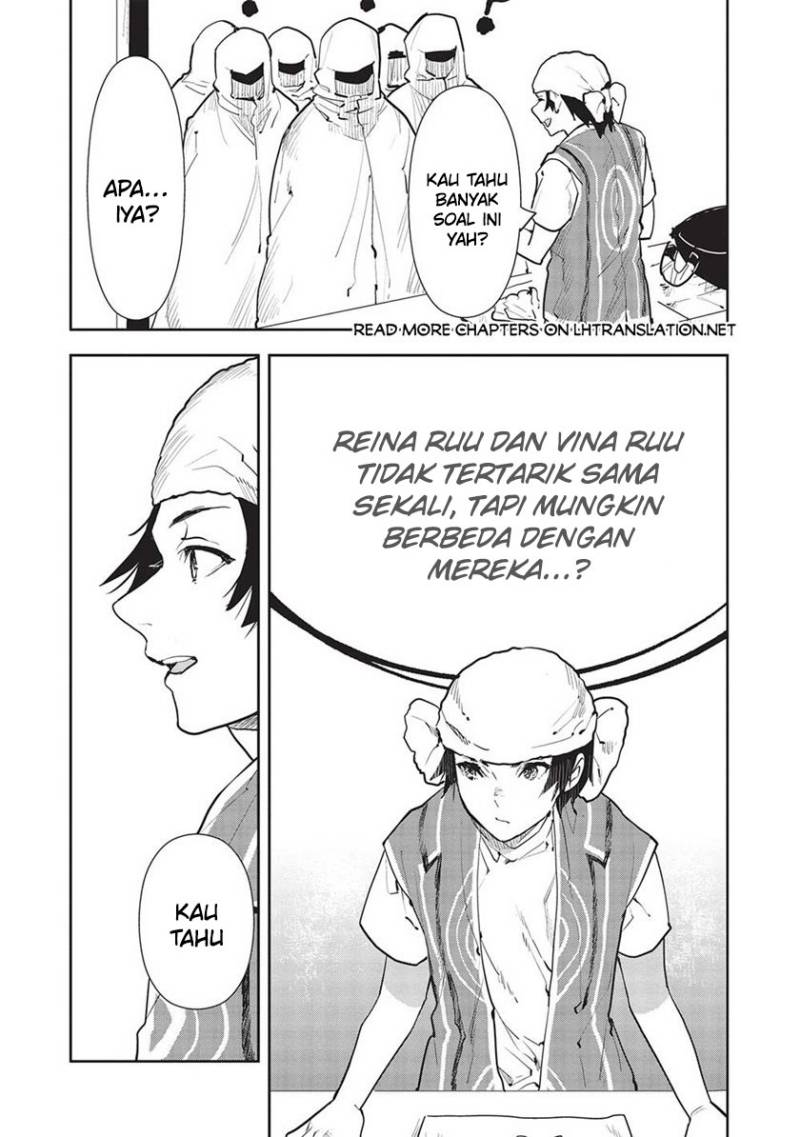 KAU TAHU
BANYAK
SOAL INI
YAH?
APA...
IYA?
READ MORE CHAPTERS ON LHTRANSLATION.NET
REINA RUU DAN VINA RUU
TIDAK TERTARIK SAMA
SEKALI, TAPI MUNGKIN
BERBEDA DENGAN
MEREKA...?
KAU
TAHU